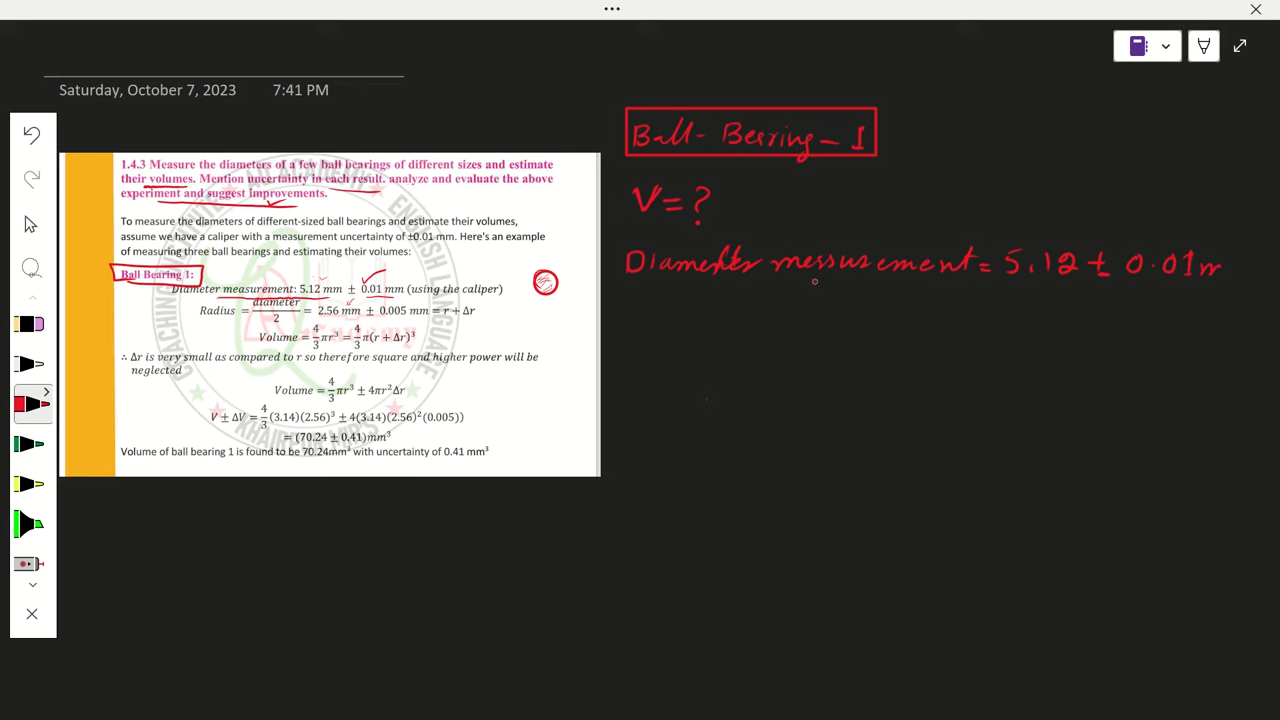 Saturday, October 7, 2023 7:41 PM
1.4.3 Measure the diameters of a few ball bearings of different sizes and estimate
their volumes. Mention uncertainty in each result. analyze and evaluate the above
experiment and suggest improvements.
To measure the diameters of different-sized ball bearings and estimate their volumes,
assume we have a caliper with a measurement uncertainty of ±0.01 mm. Here's an example
of measuring three ball bearings and estimating their volumes:
Ball Bearing 1:
Diameter measurement: 5.12 mm ± 0.01 mm (using the caliper)
Radius = diameter/2 = 2.56 mm ± 0.005 mm = r + Δr
Volume = 4/3 πr³ = 4/3 π(r + Δr)³
∴ Δr is very small as compared to r so therefore square and higher power will be
neglected
Volume = 4/3 πr³ ± 4πr²Δr
V ± ΔV = 4/3 (3.14)(2.56)³ ± 4(3.14)(2.56)²(0.005))
= (70.24 ± 0.41)mm³
Volume of ball bearing 1 is found to be 70.24mm³ with uncertainty of 0.41 mm³
Ball - Bearing - 1
V = ?
measurement = 5.12 ± 0.01 m